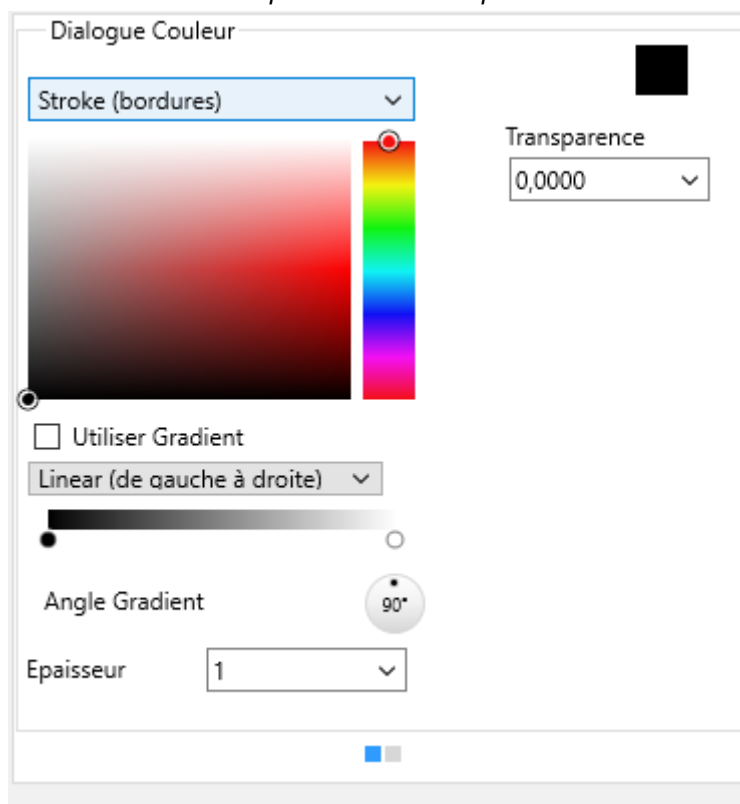 Dialogue Couleur
Stroke (bordures)
Transparence
0,0000
Utiliser Gradient
Linear (de gauche à droite)
Angle Gradient
90°
Epaisseur
1